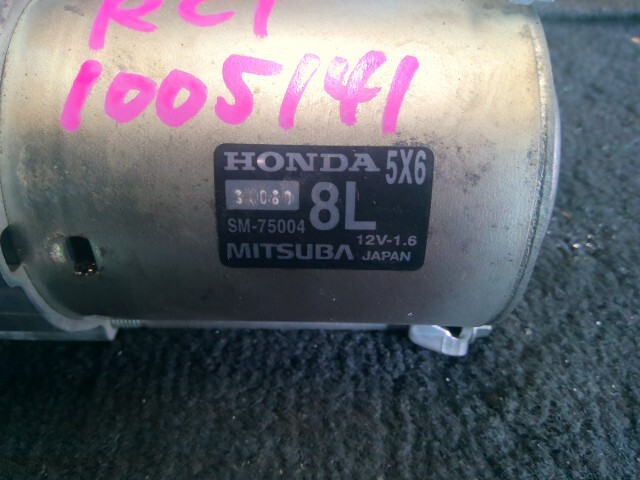 RC1
1005141
HONDA 5X6
8L
SM-75004
12V-1.6
MITSUBA JAPAN